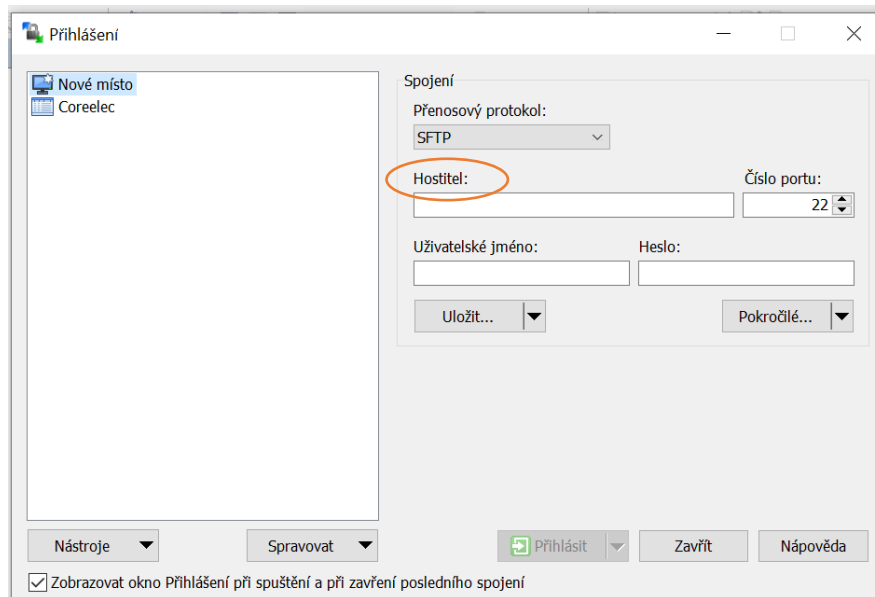 Přihlášení
Nové místo
Coreelec
Spojení
Přenosový protokol:
SFTP
Hostitel:
Číslo portu:
22
Uživatelské jméno:
Heslo:
Uložit...
Pokročilé...
Nástroje
Spravovat
Přihlásit
Zavřít
Nápověda
Zobrazovat okno Přihlášení při spuštění a při zavření posledního spojení